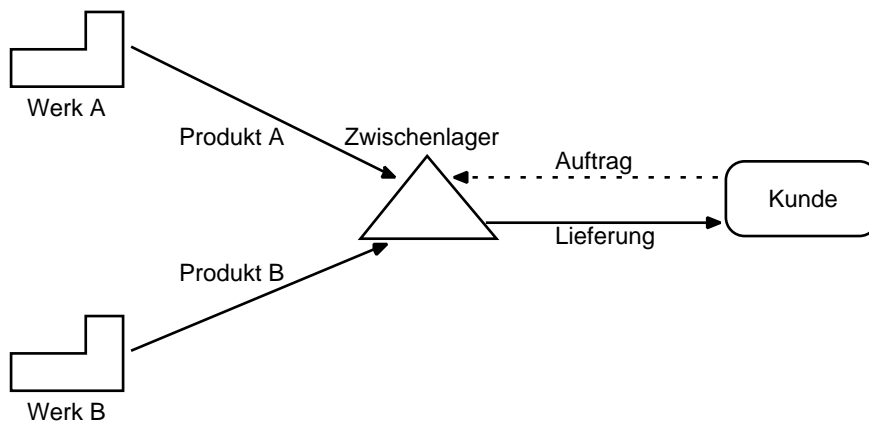 Werk A
Produkt A
Zwischenlager
Auftrag
Kunde
Lieferung
Produkt B
Werk B